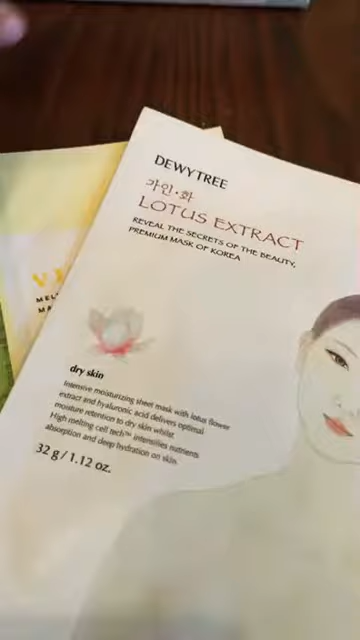 DEWYTREE
가인·화
LOTUS EXTRACT
REVEAL THE SECRETS OF THE BEAUTY,
PREMIUM MASK OF KOREA
dry skin
Intensive moisturizing sheet mask with lotus flower
extract and hyaluronic acid delivers optimal
moisture retention to dry skin whilst
High melting cell tech™ intensifies nutrients
absorption and deep hydration on skin.
32 g / 1.12 oz.